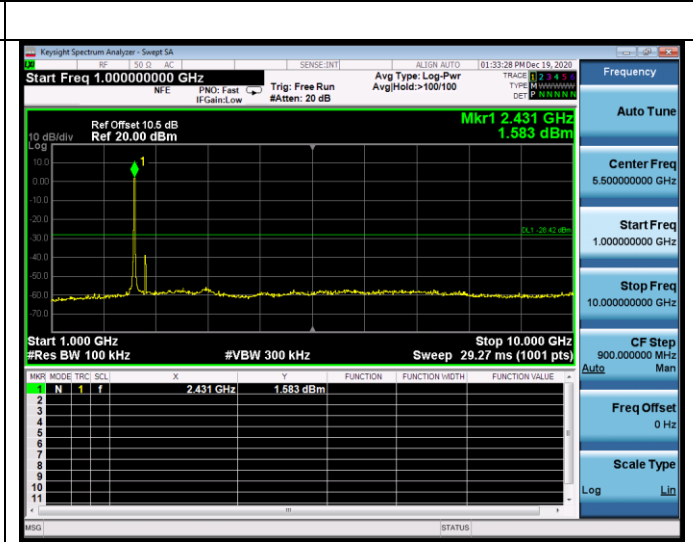 Keysight Spectrum Analyzer - Swept SA
RF 50 Ω AC SENSE:INT ALIGN AUTO 01:33:28 PM Dec 19, 2020
Start Freq 1.000000000 GHz
NFE PNO: Fast Trig: Free Run
IFGain:Low #Atten: 20 dB
Avg Type: Log-Pwr
Avg|Hold:>100/100
TRACE 1 2 3 4 5 6
TYPE M WWWWW
DET P NNNNN
Ref Offset 10.5 dB
10 dB/div Ref 20.00 dBm
Log
Mkr1 2.431 GHz
1.583 dBm
1
10.0
0.00
-10.0
-20.0
DL1 -28.42 dBm
-30.0
-40.0
-50.0
-60.0
-70.0
Start 1.000 GHz Stop 10.000 GHz
#Res BW 100 kHz #VBW 300 kHz Sweep 29.27 ms (1001 pts)
MKR MODE TRC SCL X Y FUNCTION FUNCTION WIDTH FUNCTION VALUE
1 N 1 f 2.431 GHz 1.583 dBm
2
3
4
5
6
7
8
9
10
11
MSG STATUS
Frequency
Auto Tune
Center Freq
5.500000000 GHz
Start Freq
1.000000000 GHz
Stop Freq
10.000000000 GHz
CF Step
900.000000 MHz
Auto Man
Freq Offset
0 Hz
Scale Type
Log Lin